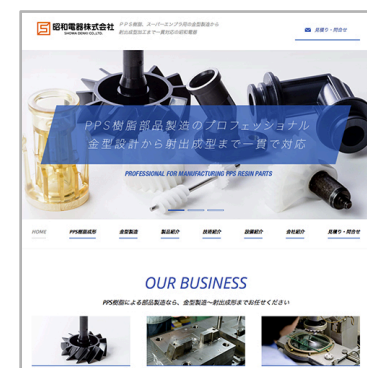 昭和電器株式会社
SHOWA DENKI CO.,LTD.
PPS樹脂、スーパーエンプラ等の金型製造から
射出成型加工まで一貫対応の昭和電器
見積り・問合せ
PPS樹脂部品製造のプロフェッショナル
金型設計から射出成型まで一貫で対応
PROFESSIONAL FOR MANUFACTURING PPS RESIN PARTS
HOME PPS樹脂成形 金型製造 製品紹介 技術紹介 設備紹介 会社紹介 見積り・問合せ
OUR BUSINESS
PPS樹脂による部品製造なら、金型製造～射出成形までお任せください